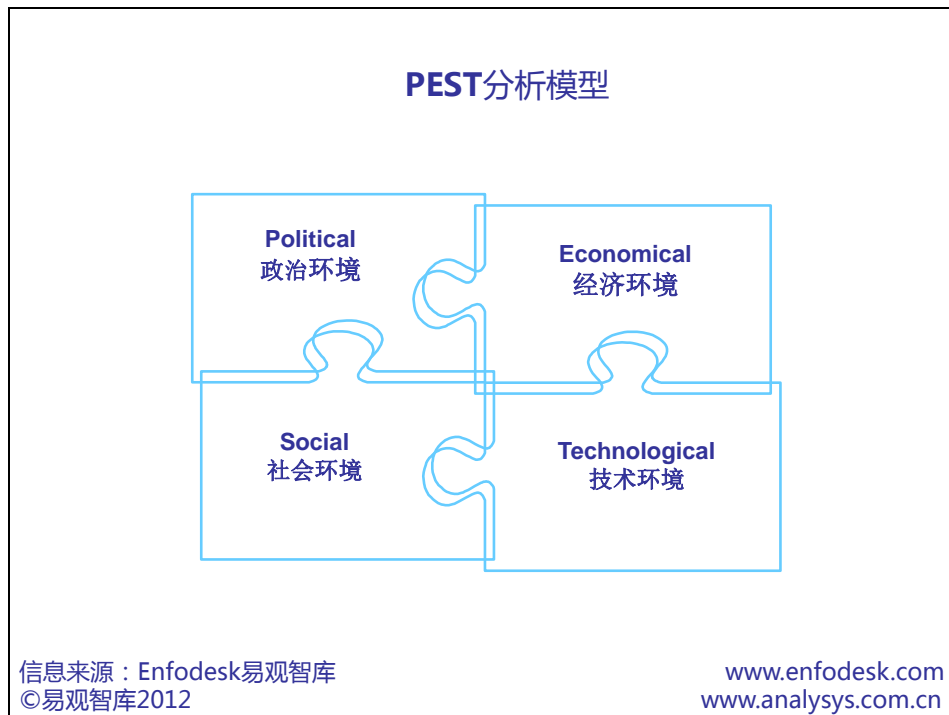 PEST分析模型
Political
政治环境
Economical
经济环境
Social
社会环境
Technological
技术环境
信息来源：Enfodesk易观智库
www.enfodesk.com
©易观智库2012
www.analysys.com.cn